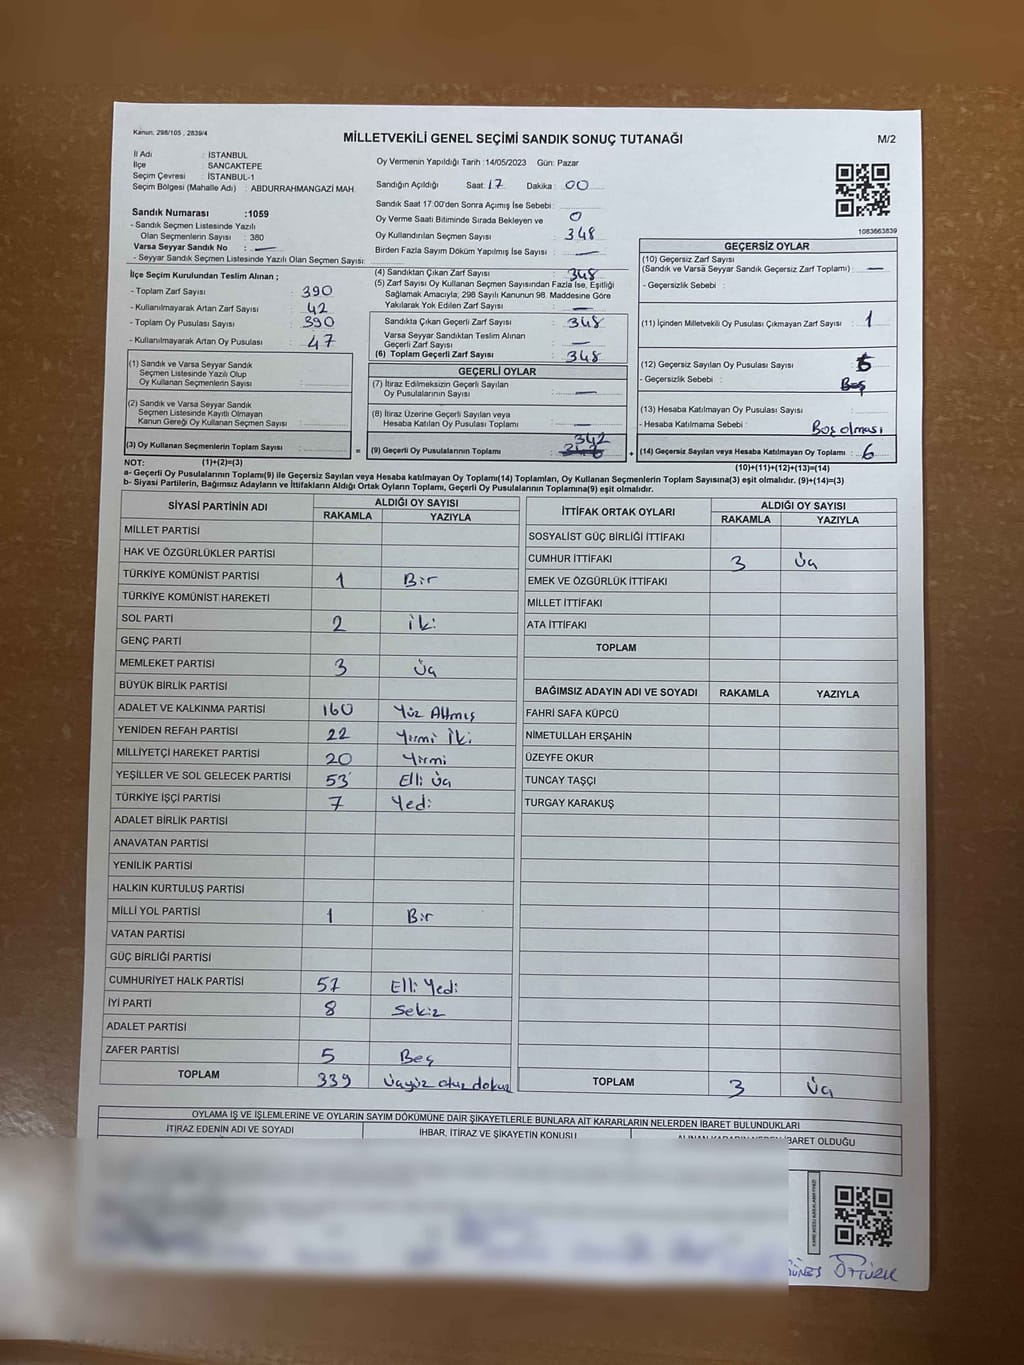 Kanun, 298/105 , 2839/4
MİLLETVEKİLİ GENEL SEÇİMİ SANDIK SONUÇ TUTANAĞI
M/2
İl Adı : İSTANBUL
İlçe : SANCAKTEPE
Seçim Çevresi : İSTANBUL-1
Seçim Bölgesi (Mahalle Adı) : ABDURRAHMANGAZİ MAH.
Oy Vermenin Yapıldığı Tarih :14/05/2023 Gün: Pazar
Sandığın Açıldığı Saat: 17 Dakika : 00
Sandık Saat 17:00'den Sonra Açımış İse Sebebi :
Oy Verme Saati Bitiminde Sırada Bekleyen ve : 0
Oy Kullandırılan Seçmen Sayısı : 348
Birden Fazla Sayım Döküm Yapılmış İse Sayısı : —
Sandık Numarası :1059
- Sandık Seçmen Listesinde Yazılı
Olan Seçmenlerin Sayısı : 380
Varsa Seyyar Sandık No : —
- Seyyar Sandık Seçmen Listesinde Yazılı Olan Seçmen Sayısı:
1083663839
İlçe Seçim Kurulundan Teslim Alınan ;
- Toplam Zarf Sayısı : 390
- Kullanılmayarak Artan Zarf Sayısı : 42
- Toplam Oy Pusulası Sayısı : 390
- Kullanılmayarak Artan Oy Pusulası : 47
(1) Sandık ve Varsa Seyyar Sandık
Seçmen Listesinde Yazılı Olup
Oy Kullanan Seçmenlerin Sayısı :
(2) Sandık ve Varsa Seyyar Sandık
Seçmen Listesinde Kayıtlı Olmayan
Kanun Gereği Oy Kullanan Seçmen Sayısı :
(3) Oy Kullanan Seçmenlerin Toplam Sayısı :
(1)+(2)=(3)
(4) Sandıktan Çıkan Zarf Sayısı : 348
(5) Zarf Sayısı Oy Kullanan Seçmen Sayısından Fazla İse, Eşitliği
Sağlamak Amacıyla; 298 Sayılı Kanunun 98. Maddesine Göre
Yakılarak Yok Edilen Zarf Sayısı : —
Sandıkta Çıkan Geçerli Zarf Sayısı : 348
Varsa Seyyar Sandıktan Teslim Alınan
Geçerli Zarf Sayısı : —
(6) Toplam Geçerli Zarf Sayısı : 348
GEÇERLİ OYLAR
(7) İtiraz Edilmeksizin Geçerli Sayılan
Oy Pusulalarının Sayısı : —
(8) İtiraz Üzerine Geçerli Sayılan veya
Hesaba Katılan Oy Pusulası Toplamı : —
= (9) Geçerli Oy Pusulalarının Toplamı : 342
GEÇERSİZ OYLAR
(10) Geçersiz Zarf Sayısı
(Sandık ve Varsa Seyyar Sandık Geçersiz Zarf Toplamı) : —
- Geçersizlik Sebebi :
(11) İçinden Milletvekili Oy Pusulası Çıkmayan Zarf Sayısı : 1
(12) Geçersiz Sayılan Oy Pusulası Sayısı : 5
- Geçersizlik Sebebi : Boş
(13) Hesaba Katılmayan Oy Pusulası Sayısı :
- Hesaba Katılmama Sebebi : Boş olması
+ (14) Geçersiz Sayılan veya Hesaba Katılmayan Oy Toplamı : 6
(10)+(11)+(12)+(13)=(14)
NOT:
a- Geçerli Oy Pusulalarının Toplamı(9) ile Geçersiz Sayılan veya Hesaba katılmayan Oy Toplamı(14) Toplamları, Oy Kullanan Seçmenlerin Toplam Sayısına(3) eşit olmalıdır. (9)+(14)=(3)
b- Siyasi Partilerin, Bağımsız Adayların ve İttifakların Aldığı Ortak Oyların Toplamı, Geçerli Oy Pusulalarının Toplamına(9) eşit olmalıdır.
SİYASİ PARTİNİN ADI ALDIĞI OY SAYISI
RAKAMLA YAZIYLA
MİLLET PARTİSİ
HAK VE ÖZGÜRLÜKLER PARTİSİ
TÜRKİYE KOMÜNİST PARTİSİ 1 Bir
TÜRKİYE KOMÜNİST HAREKETİ
SOL PARTİ 2 İki
GENÇ PARTİ
MEMLEKET PARTİSİ 3 Üç
BÜYÜK BİRLİK PARTİSİ
ADALET VE KALKINMA PARTİSİ 160 Yüz Altmış
YENİDEN REFAH PARTİSİ 22 Yirmi İki
MİLLİYETÇİ HAREKET PARTİSİ 20 Yirmi
YEŞİLLER VE SOL GELECEK PARTİSİ 53 Elli Üç
TÜRKİYE İŞÇİ PARTİSİ 7 Yedi
ADALET BİRLİK PARTİSİ
ANAVATAN PARTİSİ
YENİLİK PARTİSİ
HALKIN KURTULUŞ PARTİSİ
MİLLİ YOL PARTİSİ 1 Bir
VATAN PARTİSİ
GÜÇ BİRLİĞİ PARTİSİ
CUMHURİYET HALK PARTİSİ 57 Elli Yedi
İYİ PARTİ 8 Sekiz
ADALET PARTİSİ
ZAFER PARTİSİ 5 Beş
TOPLAM 339 Üçyüz otuz dokuz
İTTİFAK ORTAK OYLARI ALDIĞI OY SAYISI
RAKAMLA YAZIYLA
SOSYALİST GÜÇ BİRLİĞİ İTTİFAKI
CUMHUR İTTİFAKI 3 Üç
EMEK VE ÖZGÜRLÜK İTTİFAKI
MİLLET İTTİFAKI
ATA İTTİFAKI
TOPLAM
BAĞIMSIZ ADAYIN ADI VE SOYADI RAKAMLA YAZIYLA
FAHRİ SAFA KÜPCÜ
NİMETULLAH ERŞAHİN
ÜZEYFE OKUR
TUNCAY TAŞÇI
TURGAY KARAKUŞ
TOPLAM 3 Üç
OYLAMA İŞ VE İŞLEMLERİNE VE OYLARIN SAYIM DÖKÜMÜNE DAİR ŞİKAYETLERLE BUNLARA AİT KARARLARIN NELERDEN İBARET BULUNDUKLARI
İTİRAZ EDENİN ADI VE SOYADI İHBAR, İTİRAZ VE ŞİKAYETİN KONUSU İBARET OLDUĞU
ÖZTÜRK